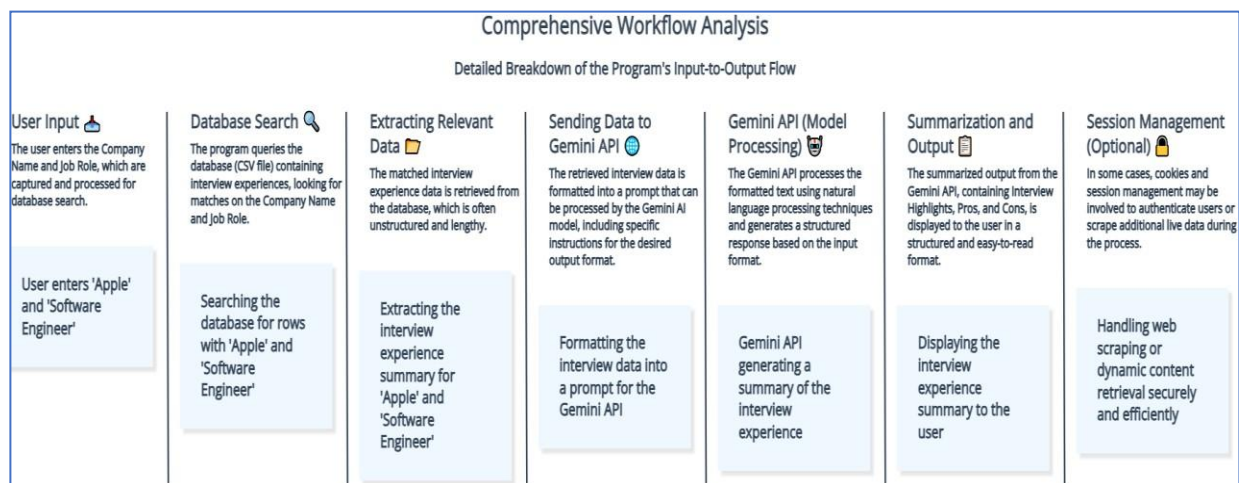 Comprehensive Workflow Analysis
Detailed Breakdown of the Program's Input-to-Output Flow
User Input
The user enters the Company
Name and Job Role, which are
captured and processed for
database search.
User enters 'Apple'
and 'Software
Engineer'
Database Search
The program queries the
database (CSV file) containing
interview experiences, looking for
matches on the Company Name
and Job Role.
Searching the
database for rows
with 'Apple' and
'Software
Engineer'
Extracting Relevant
Data
The matched interview
experience data is retrieved from
the database, which is often
unstructured and lengthy.
Extracting the
interview
experience
summary for
'Apple' and
'Software
Engineer'
Sending Data to
Gemini API
The retrieved interview data is
formatted into a prompt that can
be processed by the Gemini AI
model, including specific
instructions for the desired
output format.
Formatting the
interview data into
a prompt for the
Gemini API
Gemini API (Model
Processing)
The Gemini API processes the
formatted text using natural
language processing techniques
and generates a structured
response based on the input
format.
Gemini API
generating a
summary of the
interview
experience
Summarization and
Output
The summarized output from the
Gemini API, containing Interview
Highlights, Pros, and Cons, is
displayed to the user in a
structured and easy-to-read
format.
Displaying the
interview
experience
summary to the
user
Session Management
(Optional)
In some cases, cookies and
session management may be
involved to authenticate users or
scrape additional live data during
the process.
Handling web
scraping or
dynamic content
retrieval securely
and efficiently